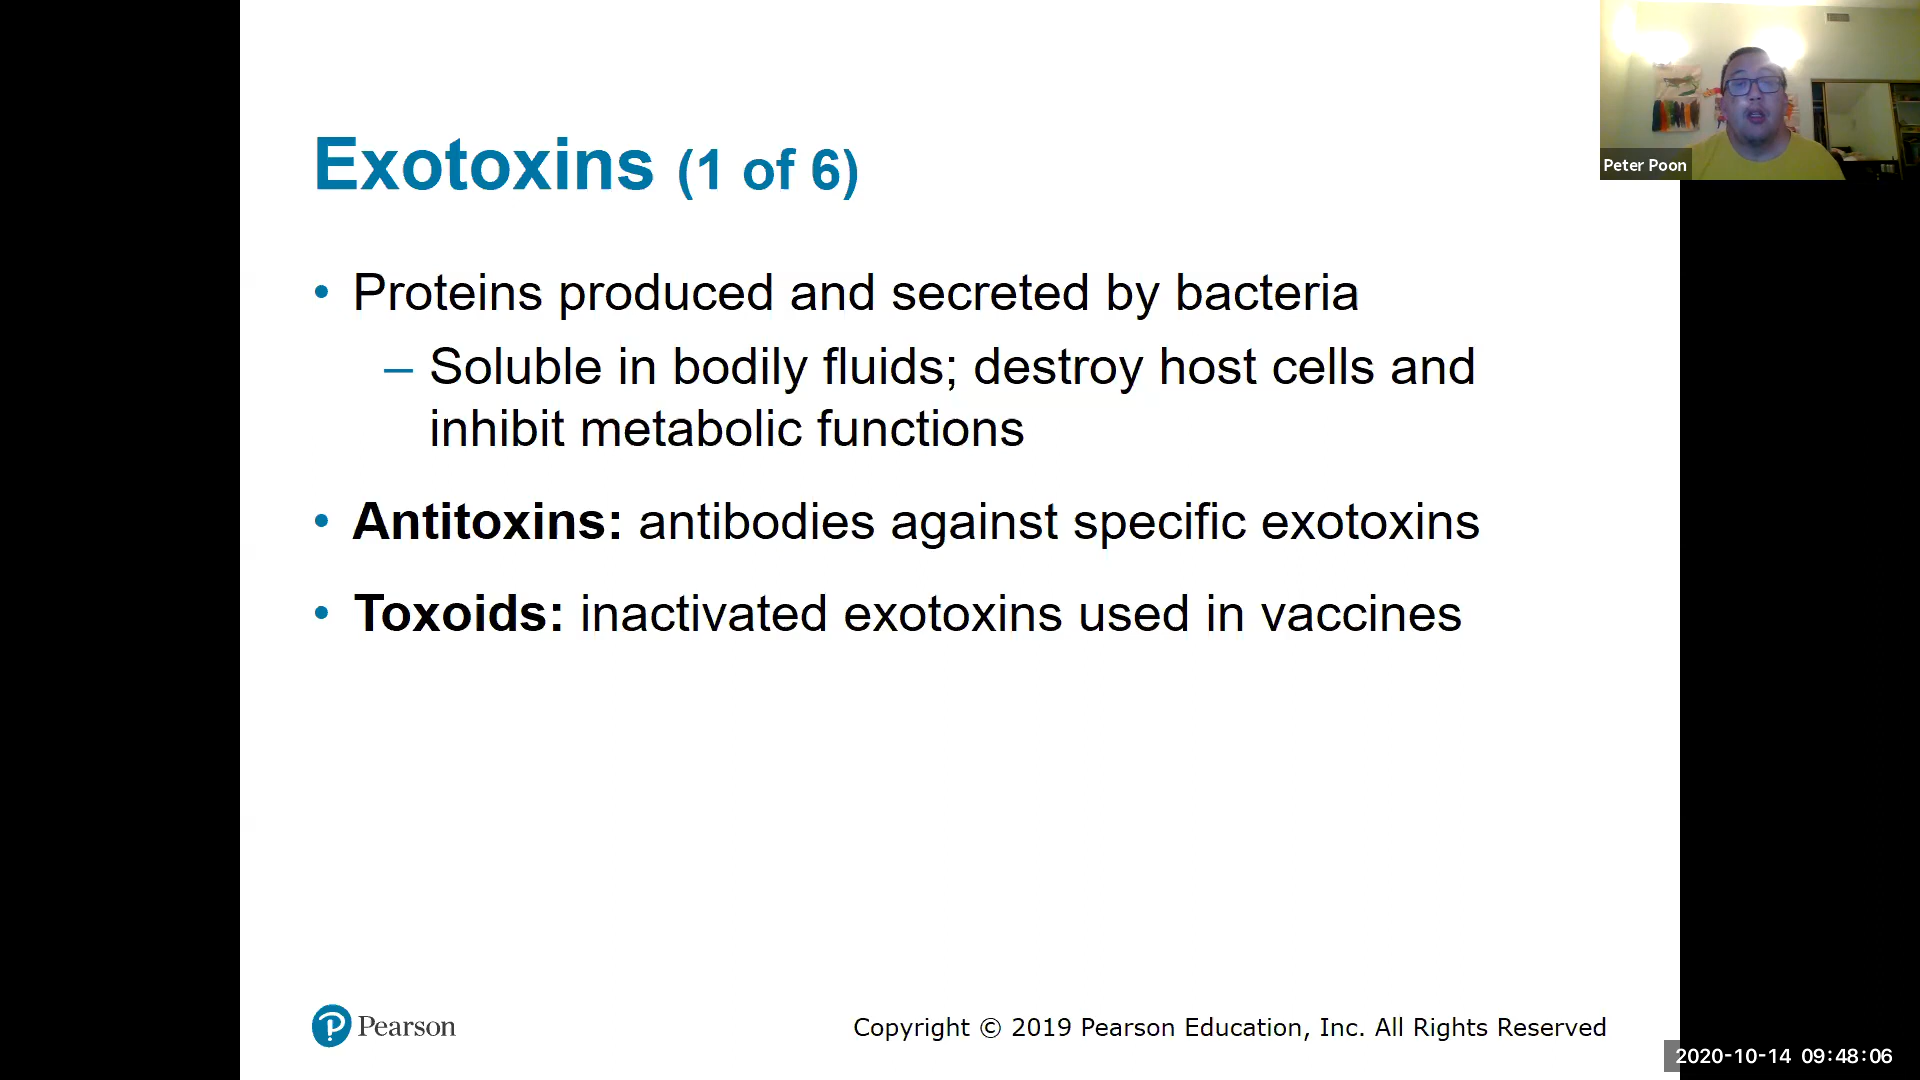 Exotoxins (1 of 6)
• Proteins produced and secreted by bacteria
– Soluble in bodily fluids; destroy host cells and
inhibit metabolic functions
• Antitoxins: antibodies against specific exotoxins
• Toxoids: inactivated exotoxins used in vaccines
Peter Poon
Pearson
Copyright © 2019 Pearson Education, Inc. All Rights Reserved
2020-10-14 09:48:06